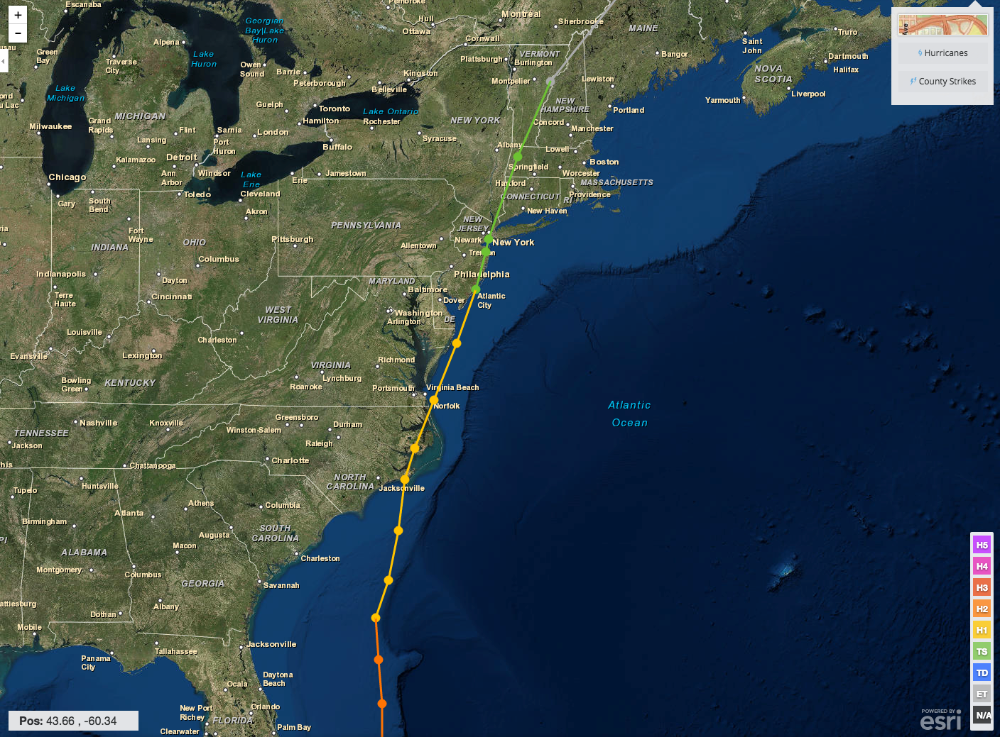 +
-
Escanaba
Pembroke
Hull
Ottawa
Montréal
Sherbrooke
MAINE
Georgian
Bay|Lake
Huron
Cornwall
Alpena
Lake
Huron
Green
Bay
Traverse
City
Owen
Sound
Barrie
Peterborough
Kingston
Belleville
Plattsburgh
VERMONT
Burlington
Montpelier
Bangor
Lewiston
Saint
John
Truro
Dartmouth
Halifax
NOVA
SCOTIA
Liverpool
Yarmouth
Ave
Hurricanes
County Strikes
Lake
Michigan
Guelph
Toronto
Hamilton
Lake Ontario
Rochester
NEW
HAMPSHIRE
Portland
ond
u Lac
MICHIGAN
Milwaukee
Grand
Rapids
Flint
Lansing
Sarnia
Port
Huron
London
Buffalo
Syracuse
NEW YORK
Concord
Manchester
Kalamazoo
Detroit
Ann
Arbor
Windsor
Albany
Lowell
Boston
Springfield
Worcester
MASSACHUSETTS
Chicago
Lake
Erie
Erie
Jamestown
Hartford
CONNECTICUT
RI
Providence
Gary
South
Bend
Toledo
Cleveland
Akron
New Haven
Fort
Wayne
INDIANA
OHIO
Pittsburgh
PENNSYLVANIA
Allentown
NEW
JERSEY
Newark
New York
Trenton
Columbus
Indianapolis
Dayton
Philadelphia
Terre
Haute
Cincinnati
MARYLAND
Baltimore
Dover
Atlantic
City
WEST
VIRGINIA
Washington
Arlington
DE
Louisville
Charleston
Evansville
Lexington
VIRGINIA
Richmond
Lynchburg
Roanoke
Portsmouth
Virginia Beach
Norfolk
Bowling
Green
KENTUCKY
Atlantic
Ocean
Nashville
Knoxville
Greensboro
Winston-Salem
Durham
Raleigh
TENNESSEE
Jackson
his
Chattanooga
Charlotte
NORTH
CAROLINA
Jacksonville
Tupelo
Huntsville
Athens
Atlanta
Columbia
Birmingham
Augusta
SOUTH
CAROLINA
PI
Macon
ALABAMA
Montgomery
Columbus
Charleston
GEORGIA
Savannah
attiesburg
Albany
Dothan
Mobile
Tallahassee
Jacksonville
Panama
City
Daytona
Beach
Ocala
New Port
Richey
Orlando
FLORIDA
Clearwater
Palm Bay
Pos: 43.66 , -60.34
H5
H4
H3
H2
H1
TS
TD
ET
N/A
POWERED BY
esri